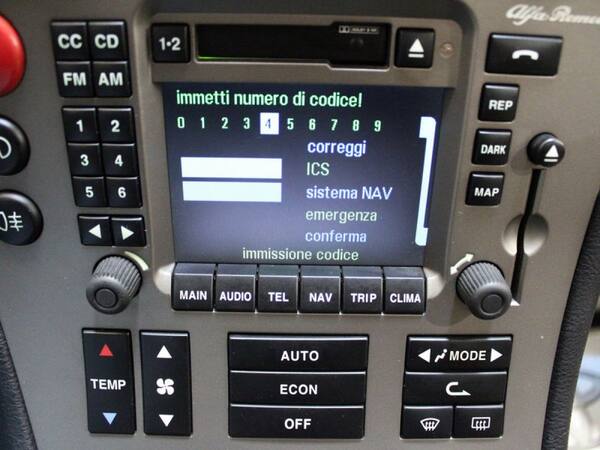 Alfa Romeo
CC CD
1•2
FM AM
REP
immetti numero di codice!
0 1 2 3 4 5 6 7 8 9
1 2
correggi
DARK
3 4
ICS
5 6
sistema NAV
MAP
emergenza
conferma
immissione codice
MAIN AUDIO TEL NAV TRIP CLIMA
AUTO
MODE
TEMP
ECON
OFF